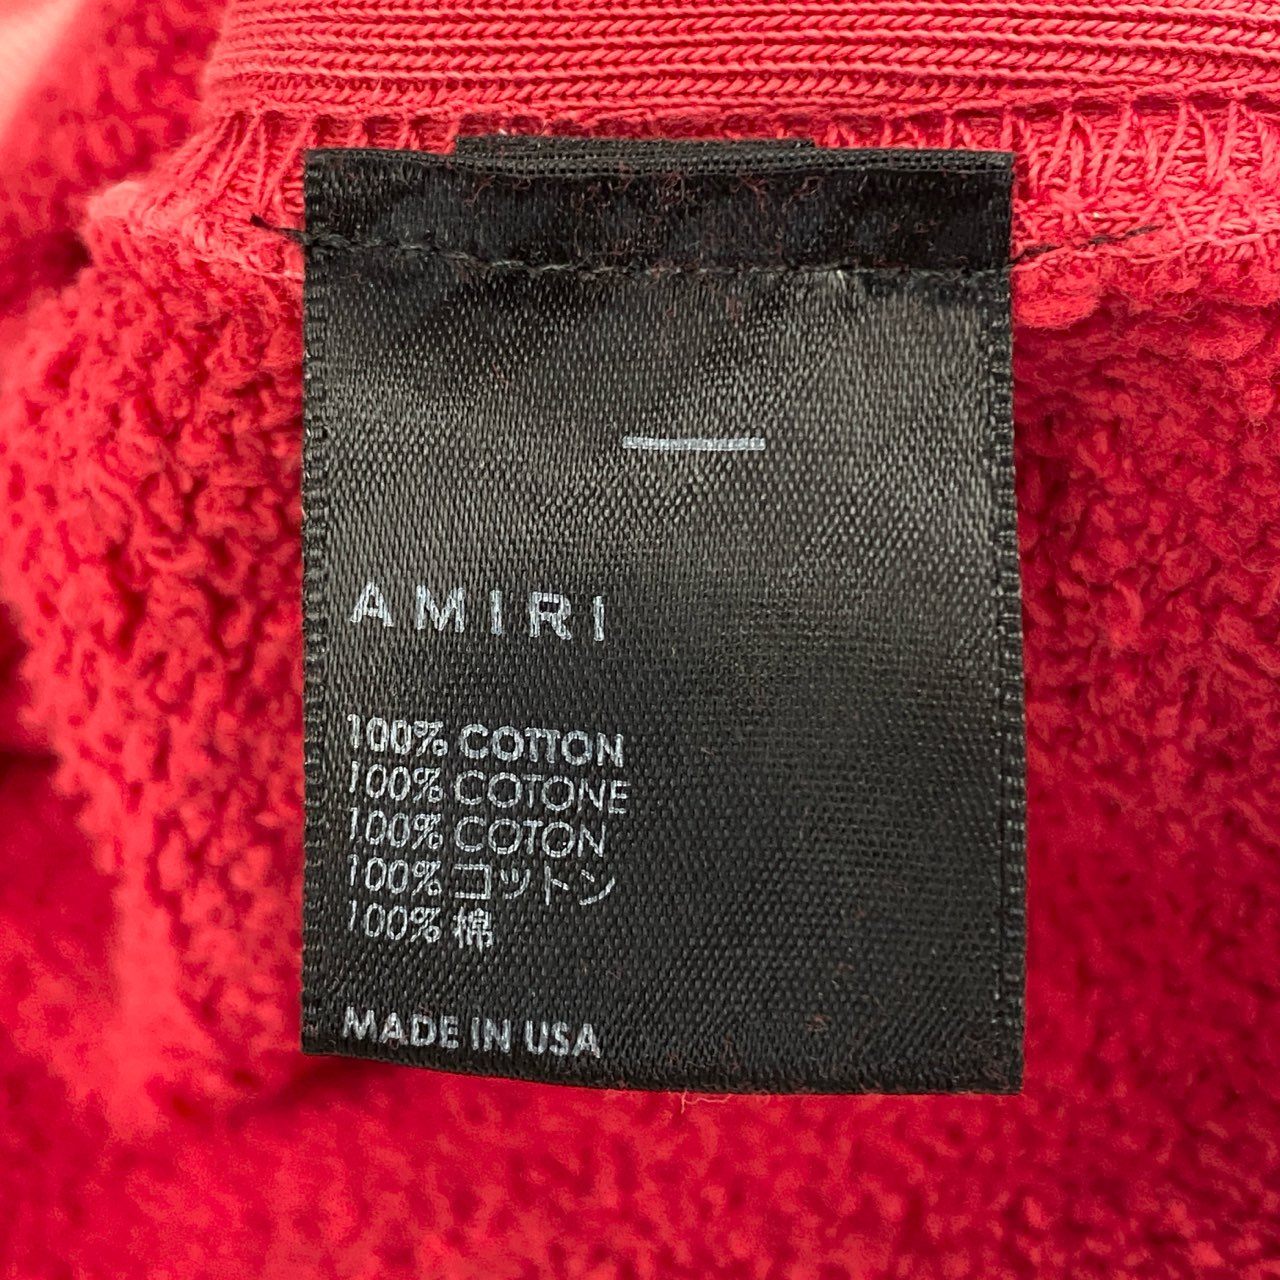 AMIRI
100% COTTON
100% COTONE
100% COTON
100% コットン
100% 棉
MADE IN USA